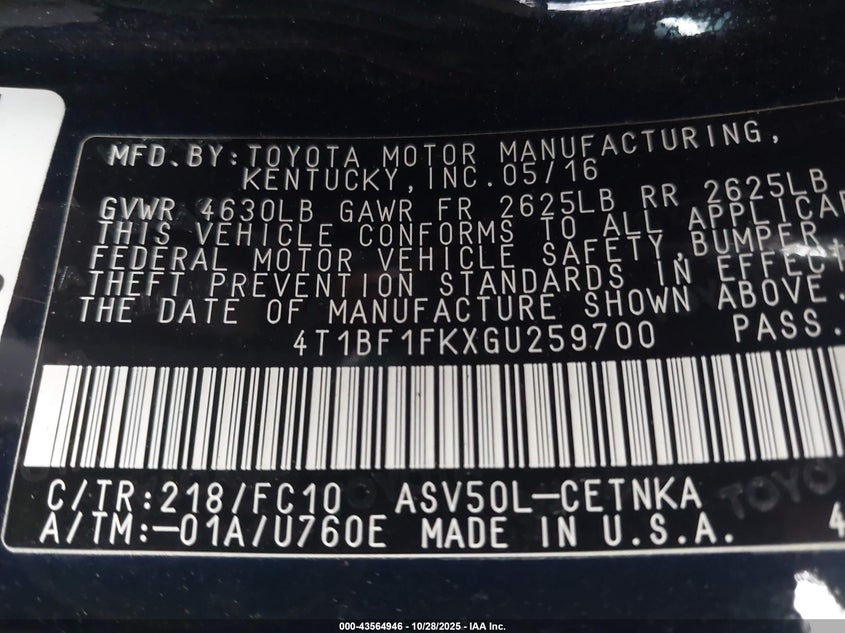 MFD.BY:TOYOTA MOTOR MANUFACTURING,
KENTUCKY,INC.05/16
GVWR 4630LB GAWR FR 2625LB RR 2625LB
THIS VEHICLE CONFORMS TO ALL APPLICA
FEDERAL MOTOR VEHICLE SAFETY,BUMPER
THEFT PREVENTION STANDARDS IN EFFECT
THE DATE OF MANUFACTURE SHOWN ABOVE.
4T1BF1FKXGU259700 PASS.
C/TR:218/FC10 ASV50L-CETNKA
A/TM:-01A/U760E MADE IN U.S.A. 4
000-43564946 - 10/28/2025 - IAA Inc.